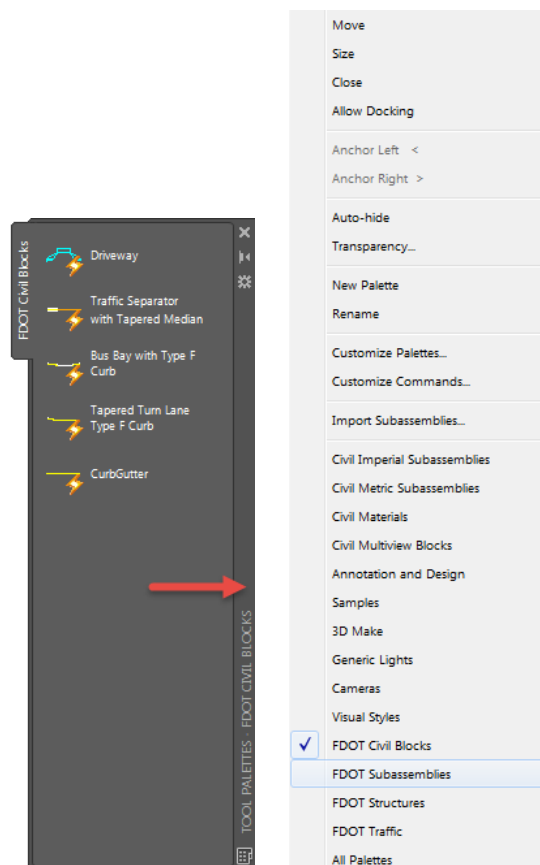 FDOT Civil Blocks
Driveway
Traffic Separator
with Tapered Median
Bus Bay with Type F
Curb
Tapered Turn Lane
Type F Curb
CurbGutter
TOOL PALETTES - FDOT CIVIL BLOCKS
Move
Size
Close
Allow Docking
Anchor Left <
Anchor Right >
Auto-hide
Transparency...
New Palette
Rename
Customize Palettes...
Customize Commands...
Import Subassemblies...
Civil Imperial Subassemblies
Civil Metric Subassemblies
Civil Materials
Civil Multiview Blocks
Annotation and Design
Samples
3D Make
Generic Lights
Cameras
Visual Styles
FDOT Civil Blocks
FDOT Subassemblies
FDOT Structures
FDOT Traffic
All Palettes